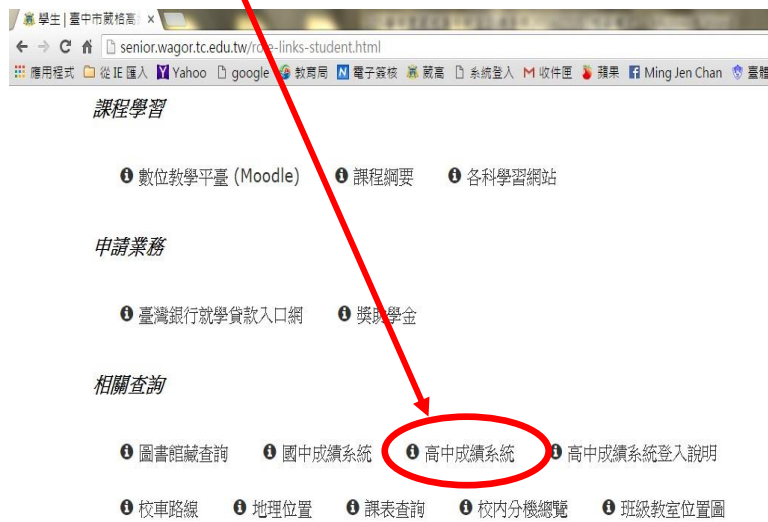 學生 | 臺中市葳格高 ×
senior.wagor.tc.edu.tw/role-links-student.html
應用程式 從 IE 匯入 Yahoo google 教育局 電子簽核 葳高 系統登入 收件匣 蘋果 Ming Jen Chan 臺體
課程學習
數位教學平臺 (Moodle) 課程綱要 各科學習網站
申請業務
臺灣銀行就學貸款入口網 獎助學金
相關查詢
圖書館藏查詢 國中成績系統 高中成績系統 高中成績系統登入說明
校車路線 地理位置 課表查詢 校內分機總覽 班級教室位置圖